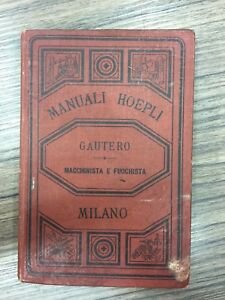 MANUALI HOEPLI
GAUTERO
MACCHINISTA E FUOCHISTA
MILANO